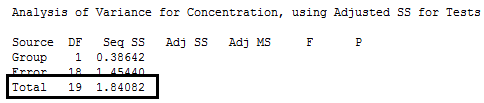 Analysis of Variance for Concentration, using Adjusted SS for Tests
Source DF Seq SS Adj SS Adj MS F P
Group 1 0.38642
Error 18 1.45440
Total 19 1.84082